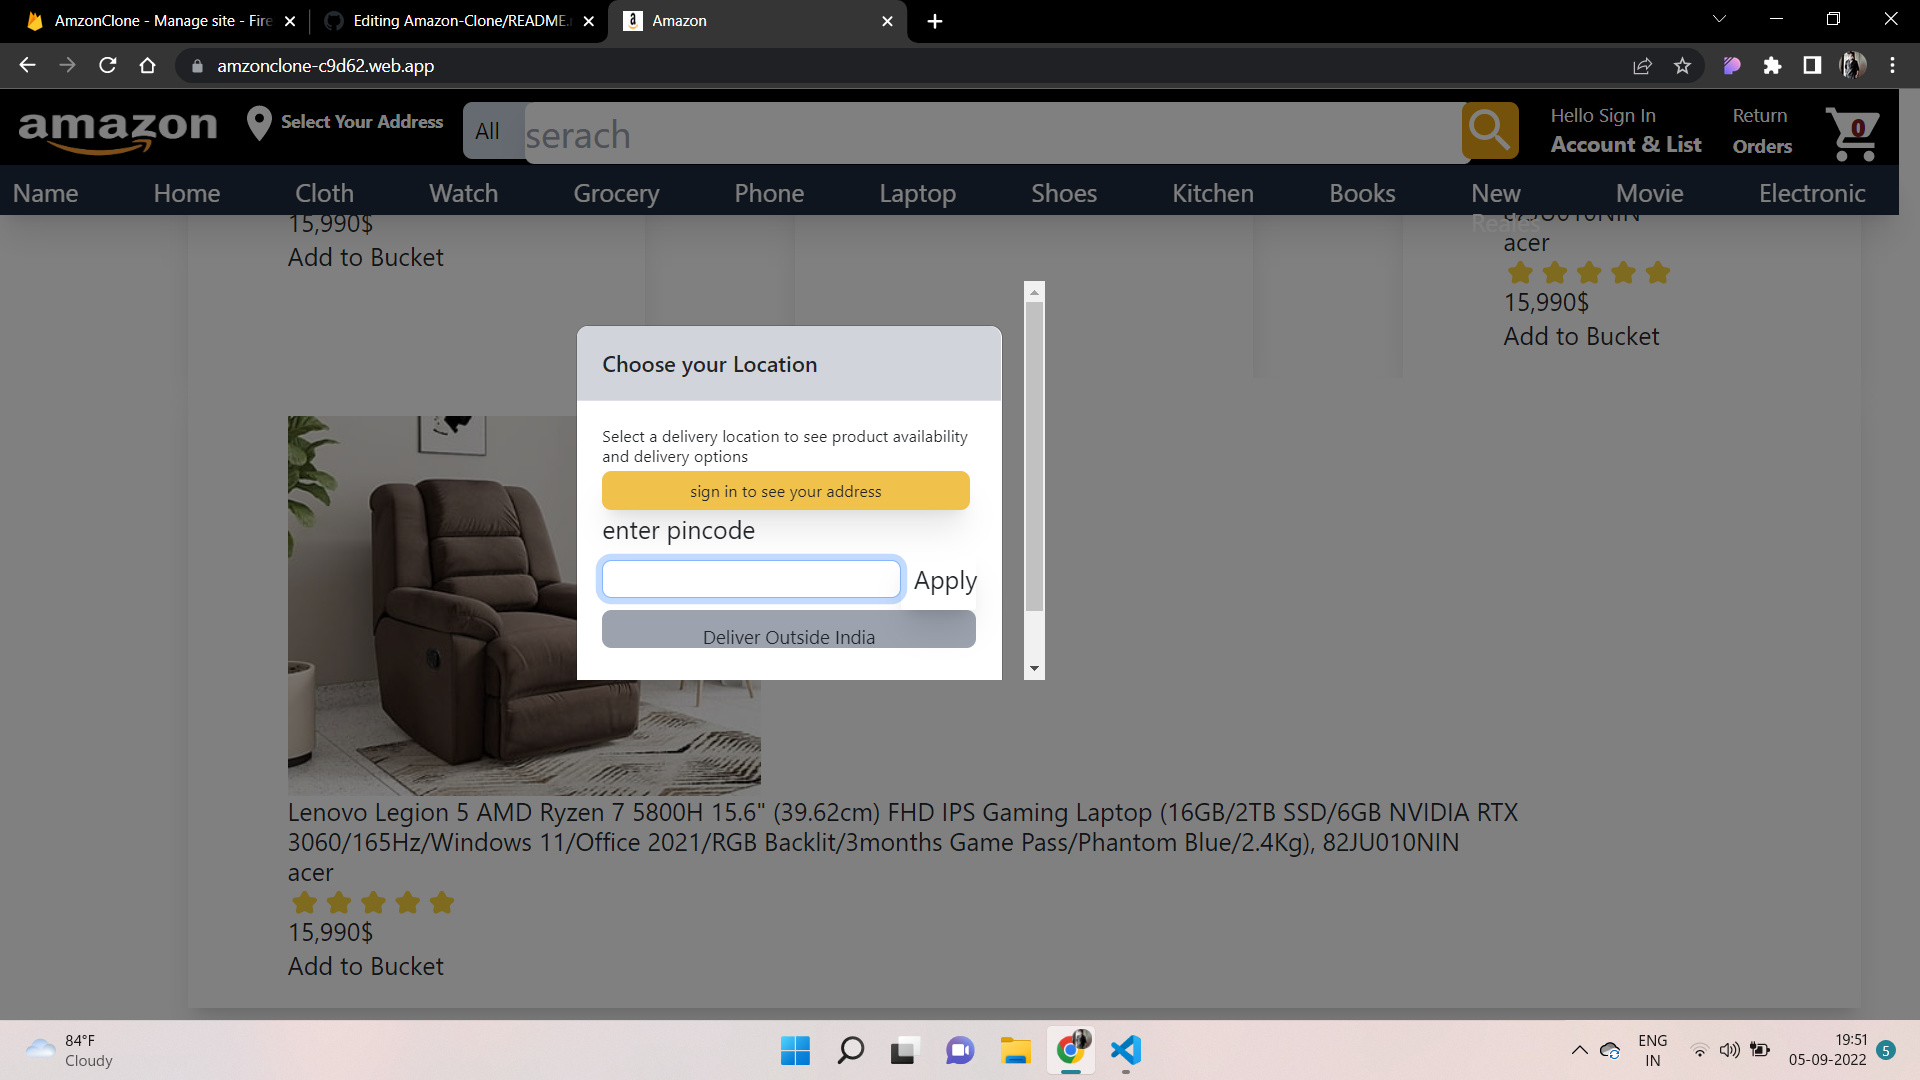 AmzonClone - Manage site - Fire
Editing Amazon-Clone/README.
Amazon
amzonclone-c9d62.web.app
amazon
Select Your Address
All
serach
Hello Sign In
Account & List
Return
Orders
0
Name
Home
Cloth
Watch
Grocery
Phone
Laptop
Shoes
Kitchen
Books
New
Movie
Electronic
15,990$
Add to Bucket
acer
15,990$
Add to Bucket
Choose your Location
Select a delivery location to see product availability
and delivery options
sign in to see your address
enter pincode
Apply
Deliver Outside India
Lenovo Legion 5 AMD Ryzen 7 5800H 15.6" (39.62cm) FHD IPS Gaming Laptop (16GB/2TB SSD/6GB NVIDIA RTX
3060/165Hz/Windows 11/Office 2021/RGB Backlit/3months Game Pass/Phantom Blue/2.4Kg), 82JU010NIN
acer
15,990$
Add to Bucket
84°F
Cloudy
ENG
IN
19:51
05-09-2022
5